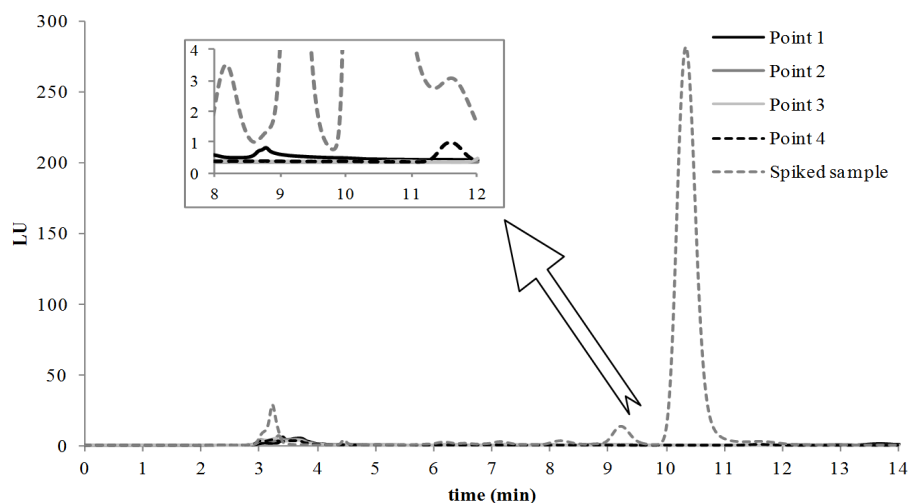 300
250
200
150
100
50
0
LU
4
3
2
1
0
8 9 10 11 12
Point 1
Point 2
Point 3
Point 4
Spiked sample
0 1 2 3 4 5 6 7 8 9 10 11 12 13 14
time (min)